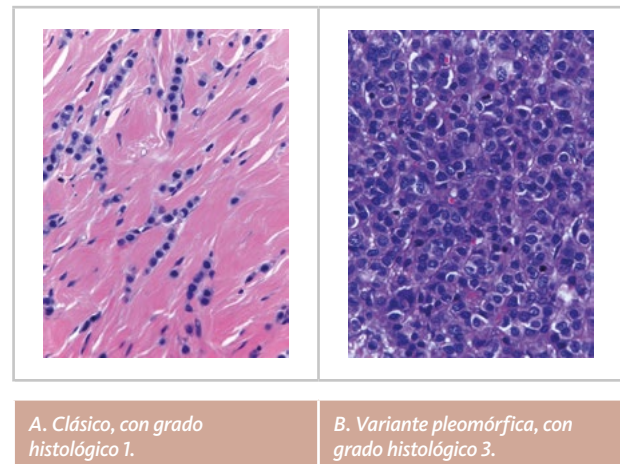 A. Clásico, con grado
histológico 1.
B. Variante pleomórfica, con
grado histológico 3.